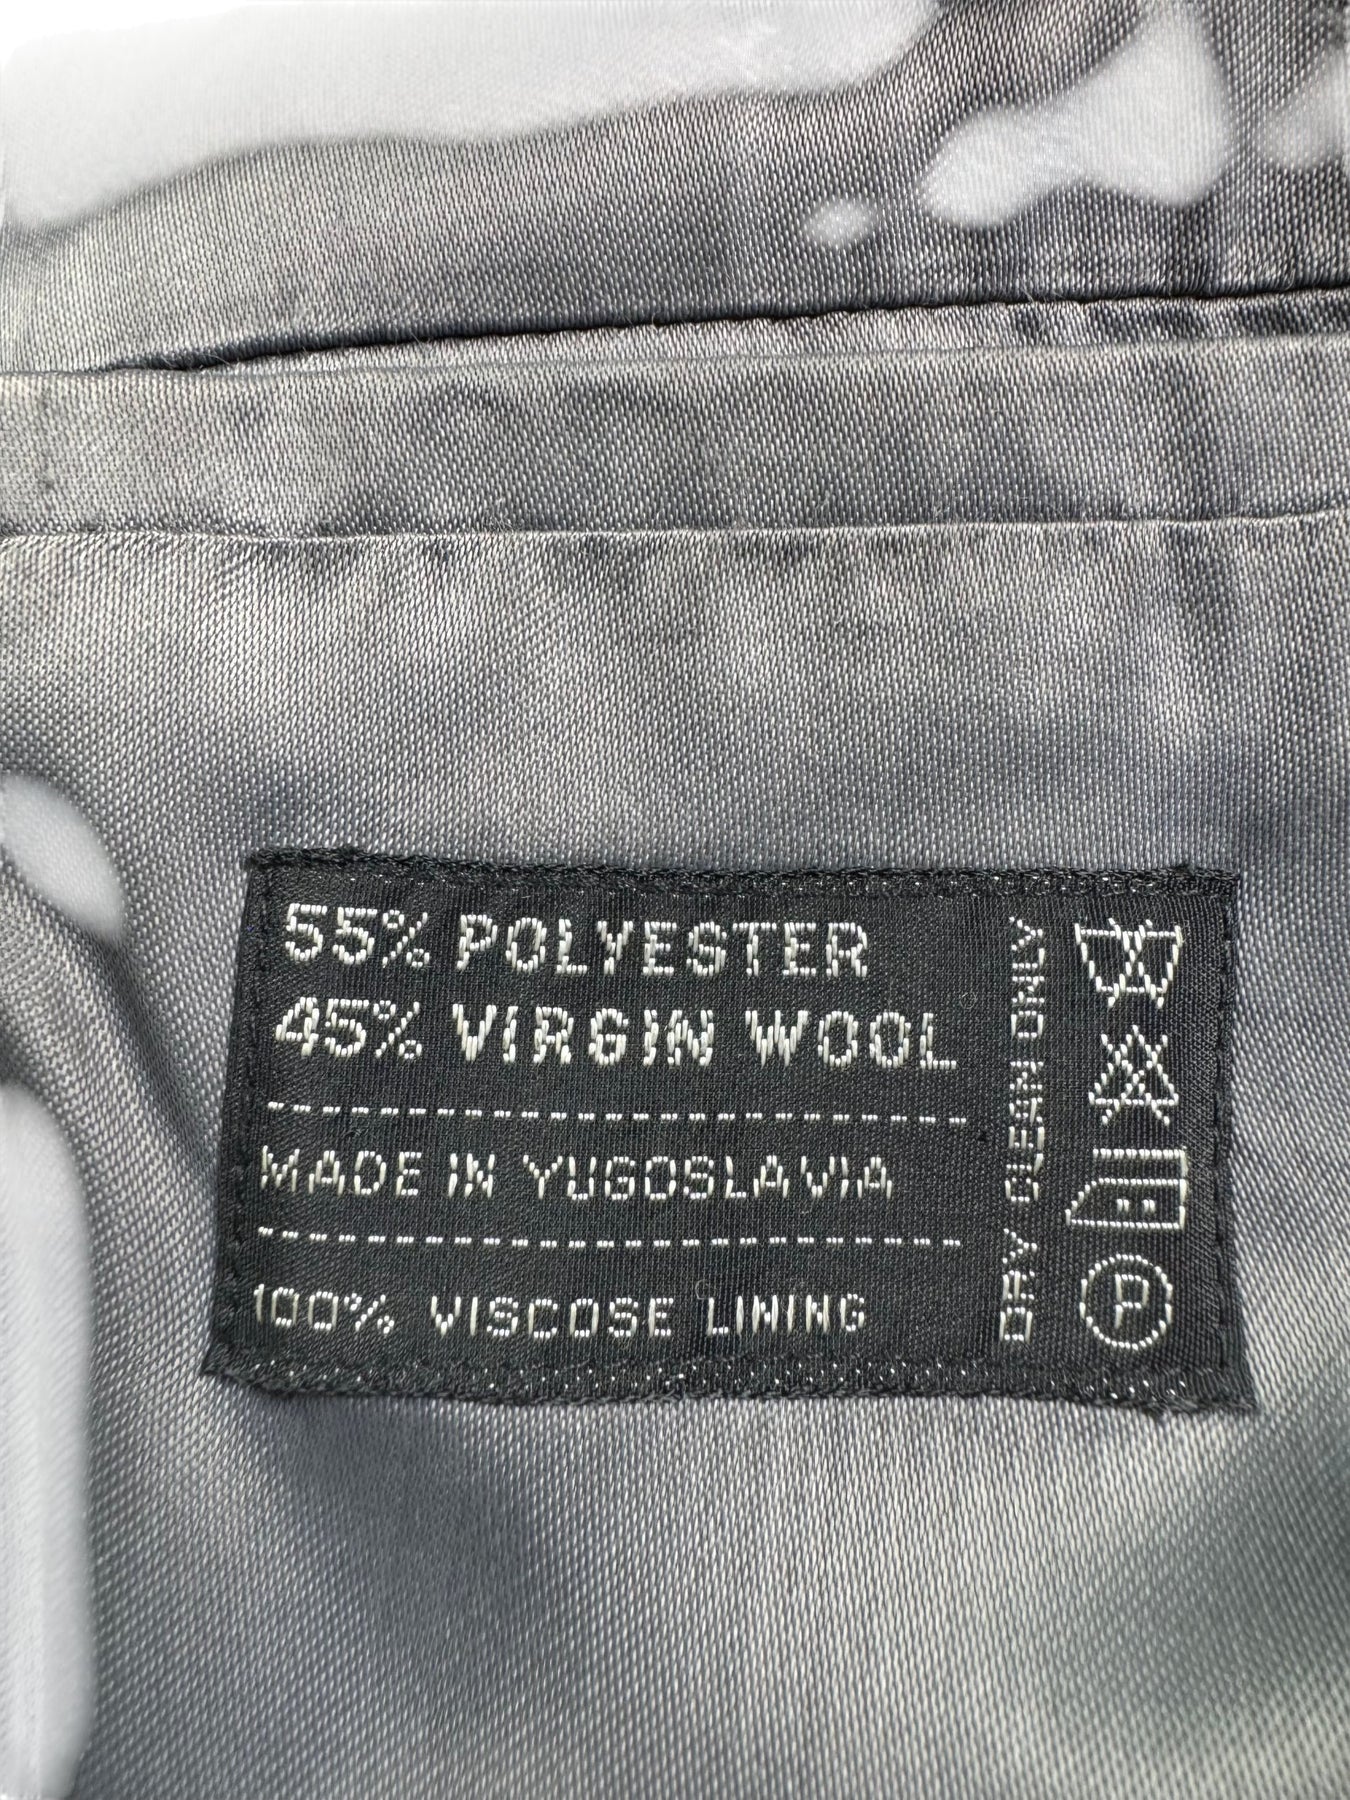 55% POLYESTER
45% VIRGIN WOOL
MADE IN YUGOSLAVIA
100% VISCOSE LINING
DRY CLEAN ONLY
P